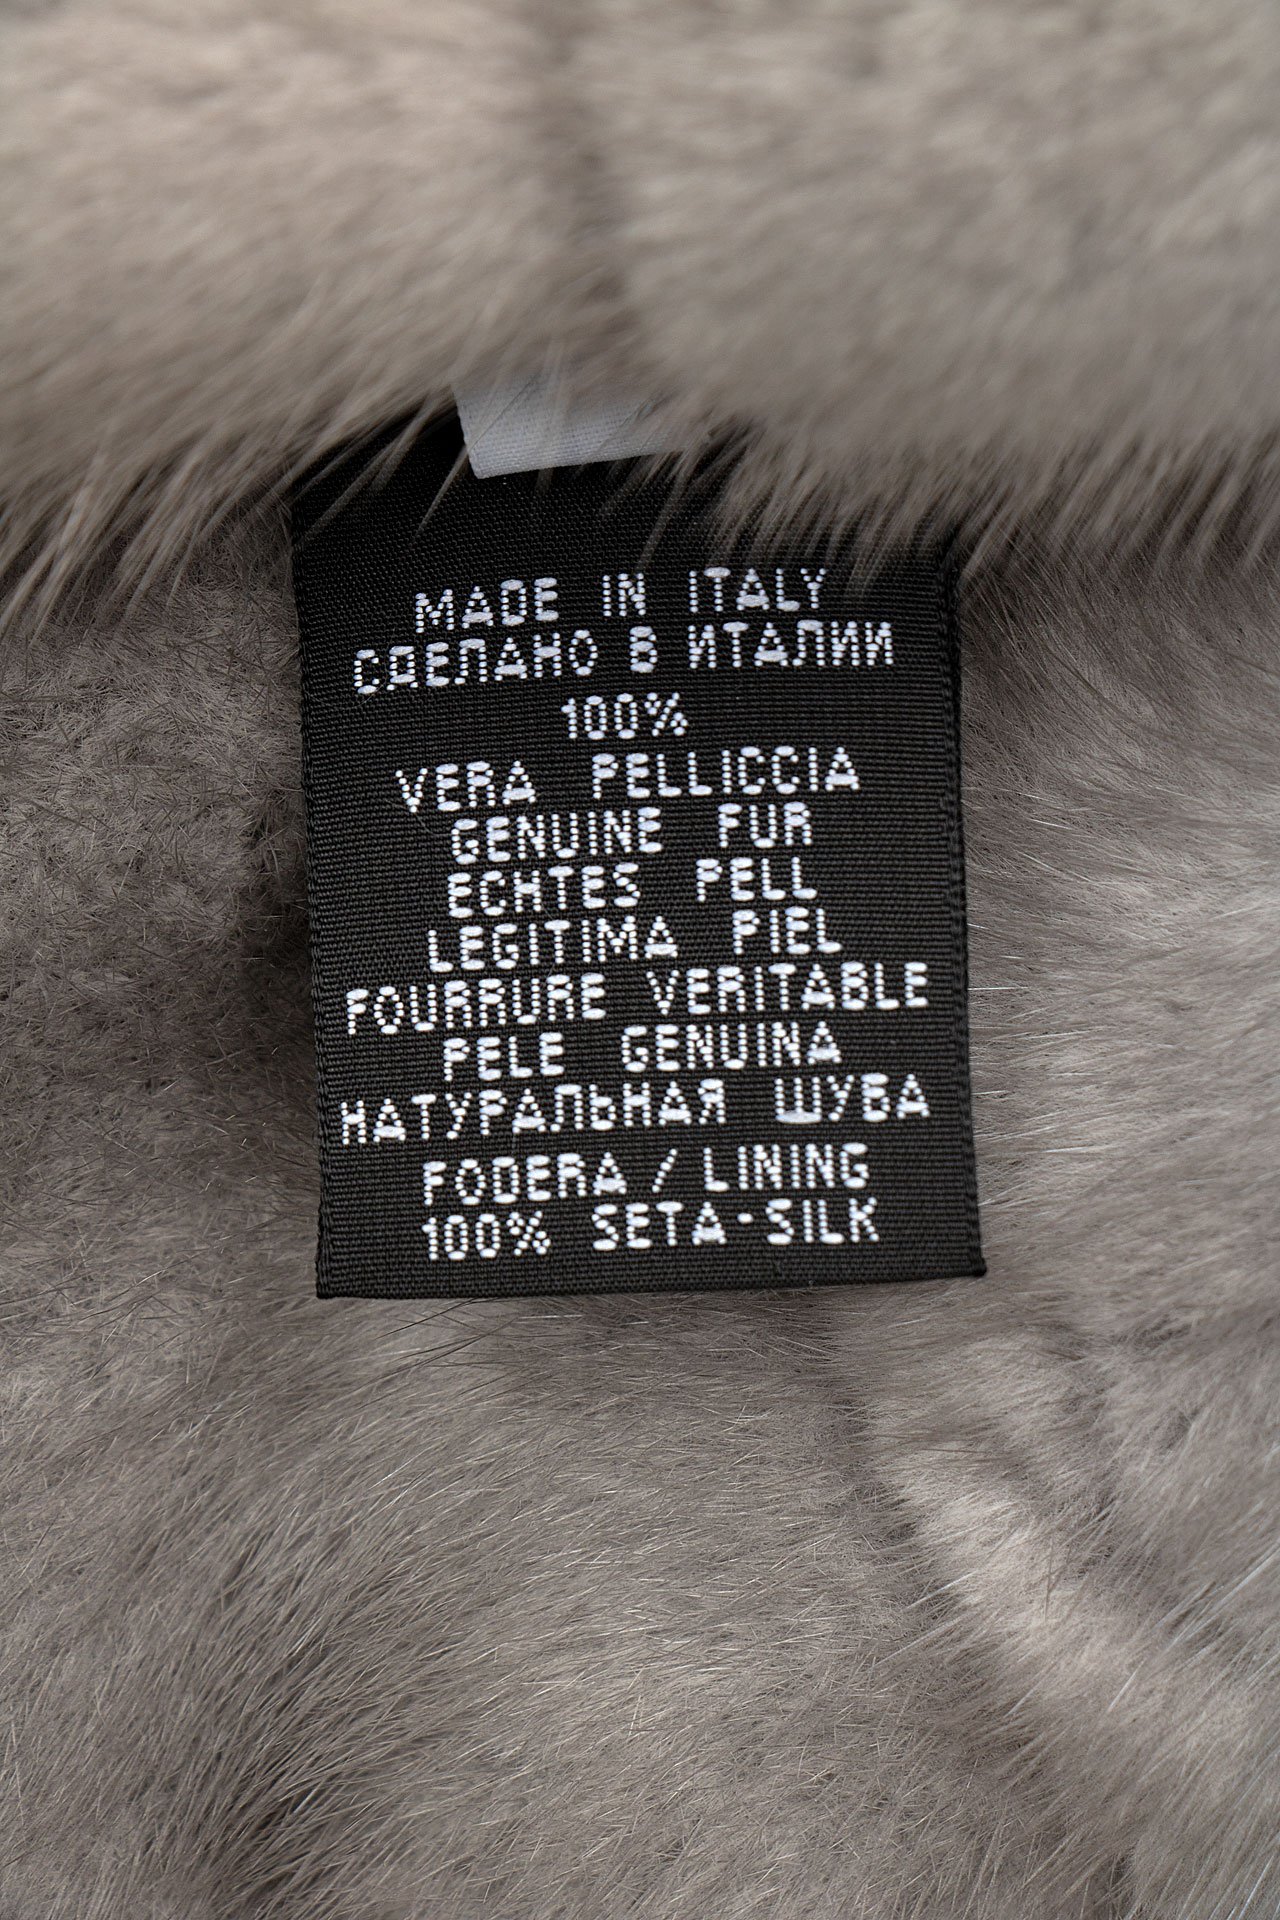 MADE IN ITALY
СДЕЛАНО В ИТАЛИИ
100%
VERA PELLICCIA
GENUINE FUR
ECHTES PELL
LEGITIMA PIEL
FOURRURE VERITABLE
PELE GENUINA
НАТУРАЛЬНАЯ ШУБА
FODERA / LINING
100% SETA·SILK